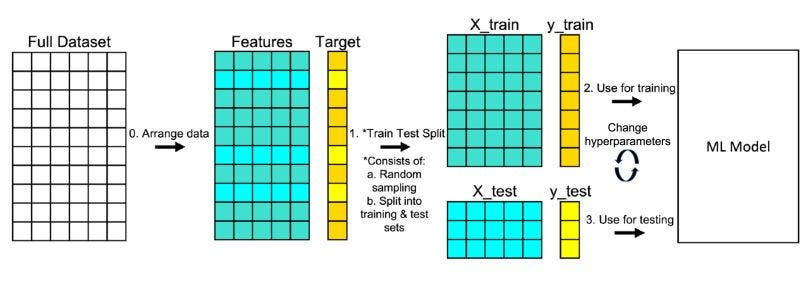 Full Dataset
0. Arrange data
Features
Target
1. *Train Test Split
*Consists of:
a. Random
sampling
b. Split into
training & test
sets
X_train
y_train
2. Use for training
Change
hyperparameters
X_test
y_test
3. Use for testing
ML Model